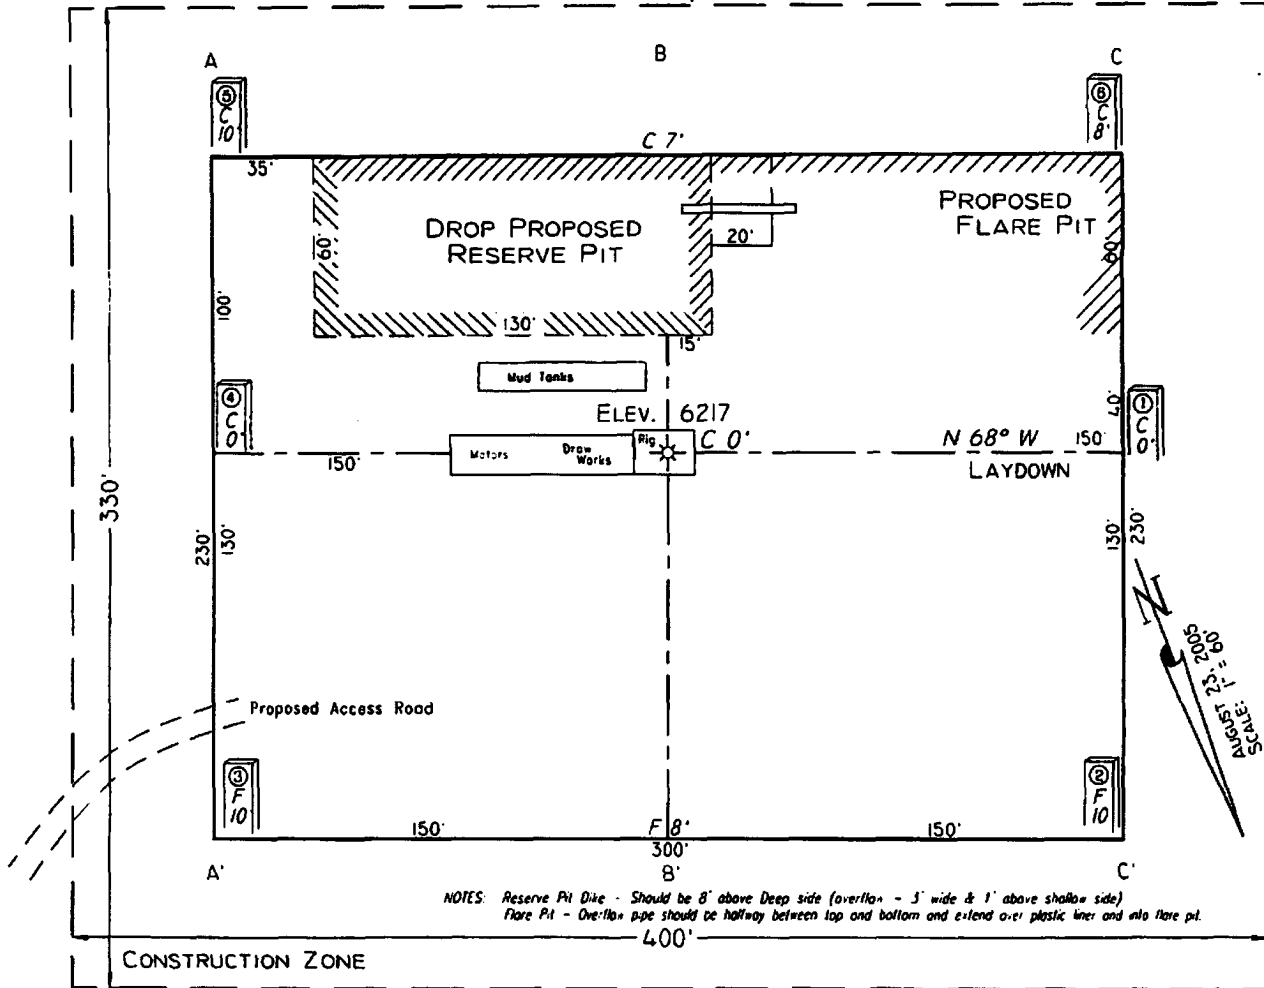 A
B
C
5
C
10'
6
C
8'
C 7'
35'
DROP PROPOSED
RESERVE PIT
PROPOSED
FLARE PIT
20'
60'
60'
100'
130'
15'
Mud Tanks
4
C
0'
ELEV. 6217
40'
1
C
0'
Rig
C 0'
N 68° W
150'
Motors
Draw
Works
150'
LAYDOWN
330'
230'
130'
130'
230'
N
AUGUST 23, 2005
SCALE: 1" = 60'
Proposed Access Road
3
F
10'
2
F
10'
150'
F 8'
150'
300'
A'
B'
C'
NOTES: Reserve Pit Dike - Should be 8' above Deep side (overflow - 3' wide & 1' above shallow side)
Flare Pit - Overflow pipe should be halfway between top and bottom and extend over plastic liner and into flare pit.
400'
CONSTRUCTION ZONE